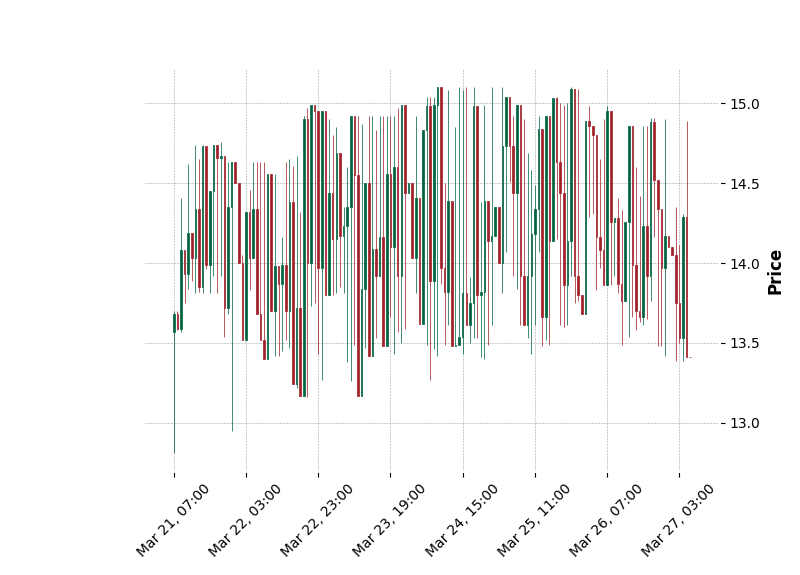 15.0
14.5
14.0
13.5
13.0
Price
Mar 21, 07:00
Mar 22, 03:00
Mar 22, 23:00
Mar 23, 19:00
Mar 24, 15:00
Mar 25, 11:00
Mar 26, 07:00
Mar 27, 03:00